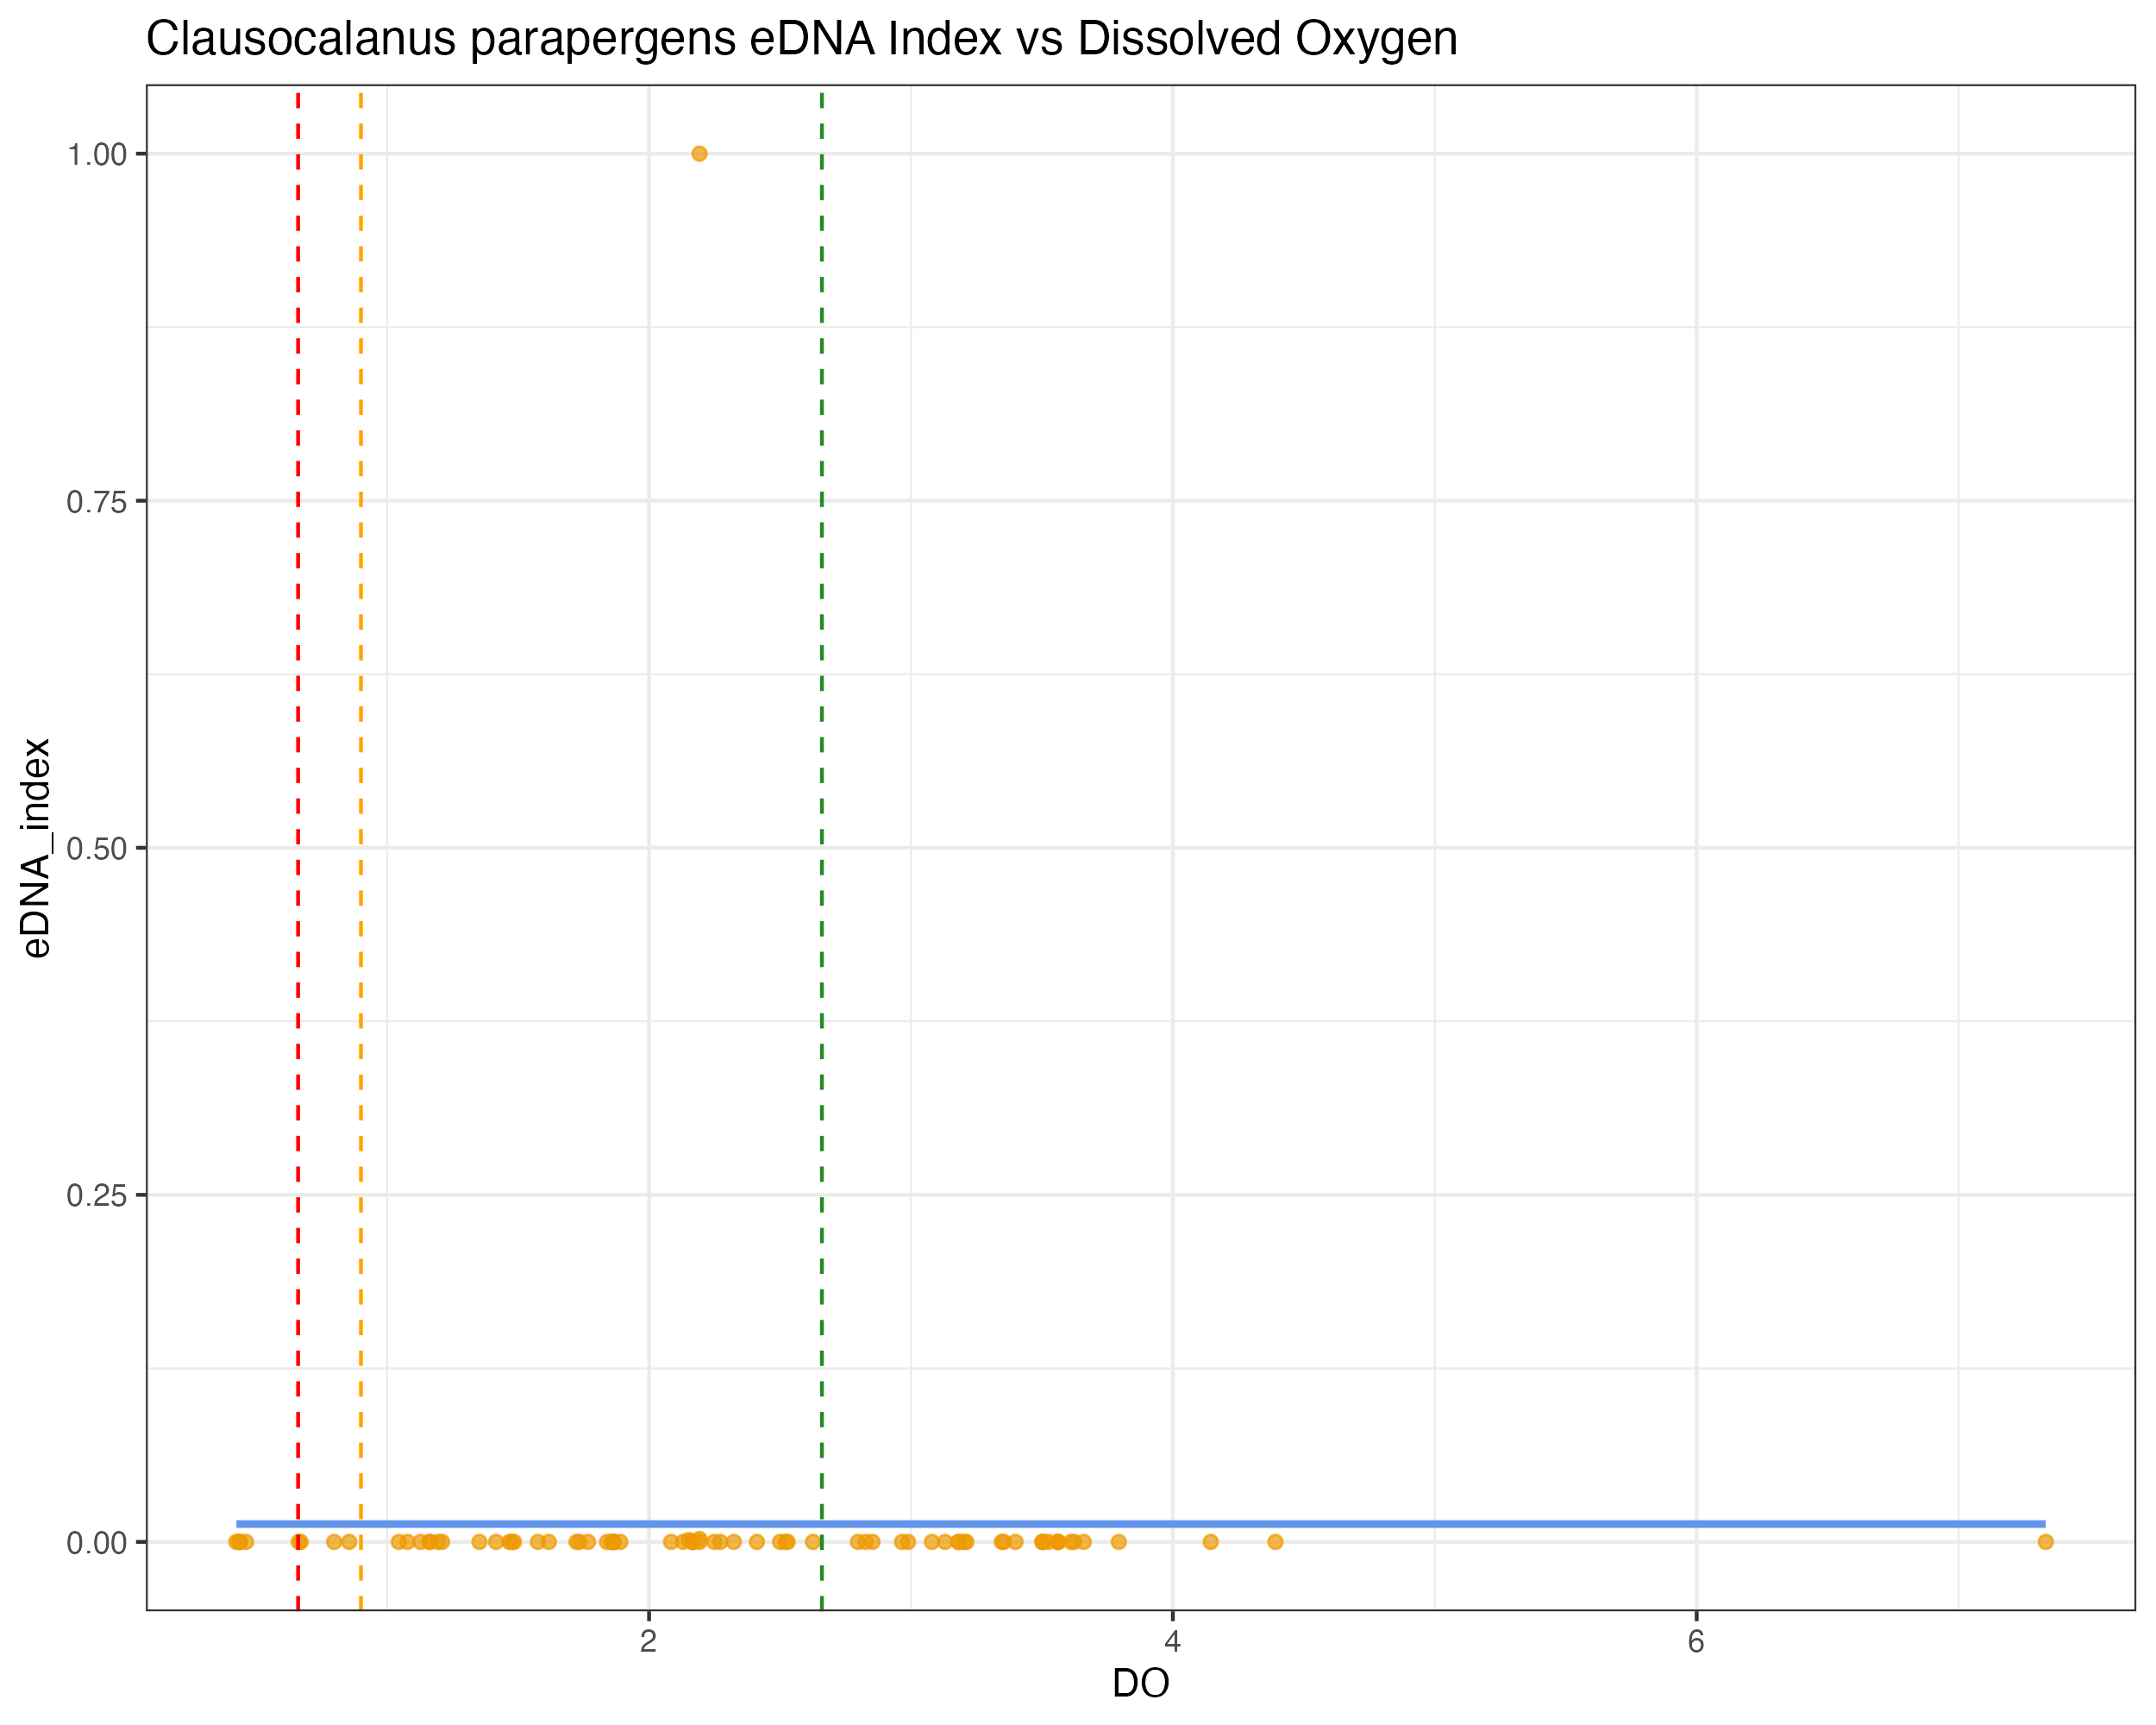 Clausocalanus parapergens eDNA Index vs Dissolved Oxygen
eDNA_index
1.00
0.75
0.50
0.25
0.00
2
4
6
DO